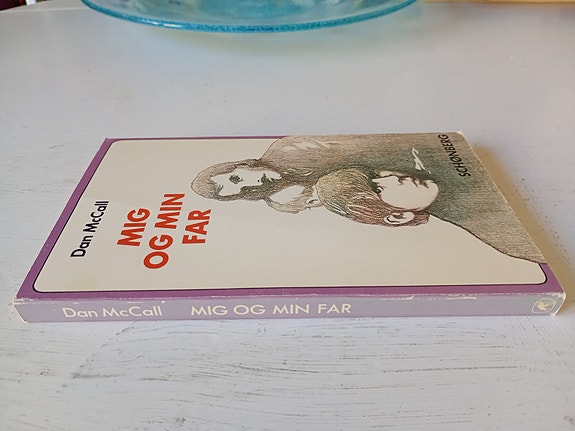 Dan McCall
MIG
OG MIN
FAR
SCHØNBERG
Dan McCall MIG OG MIN FAR